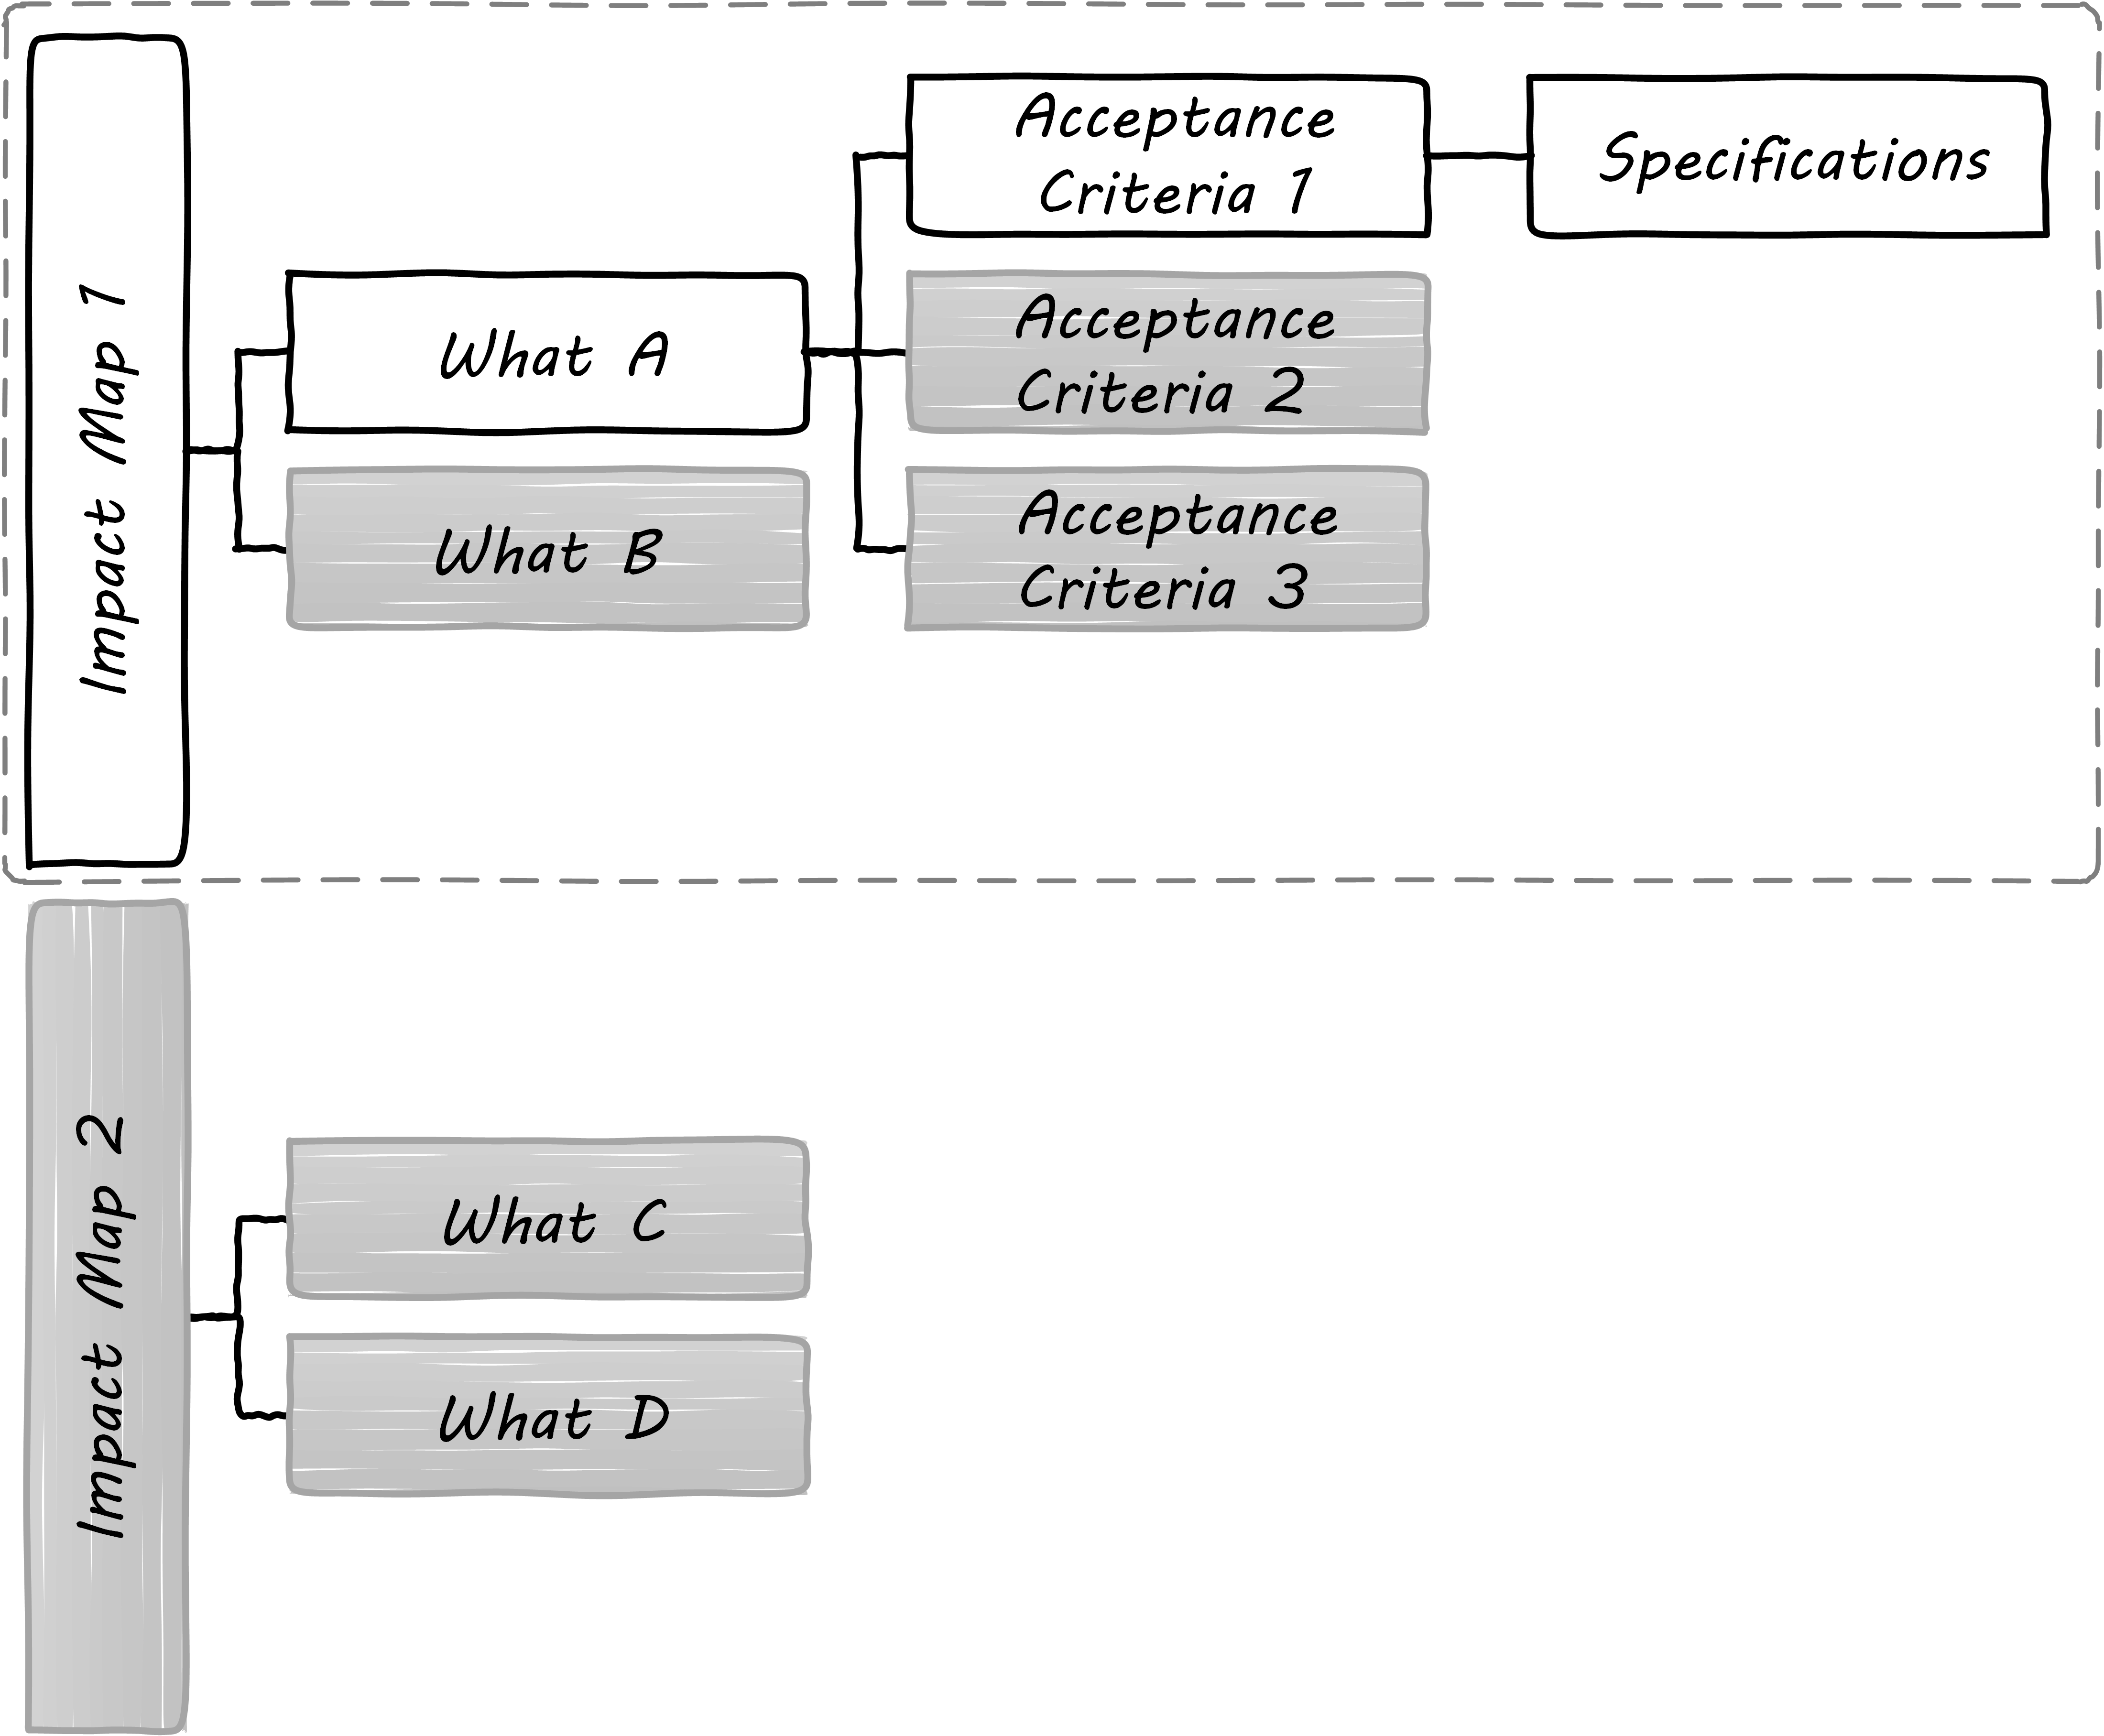 Impact Map 1
What A
What B
Acceptance
Criteria 1
Acceptance
Criteria 2
Acceptance
Criteria 3
Specifications
Impact Map 2
What C
What D